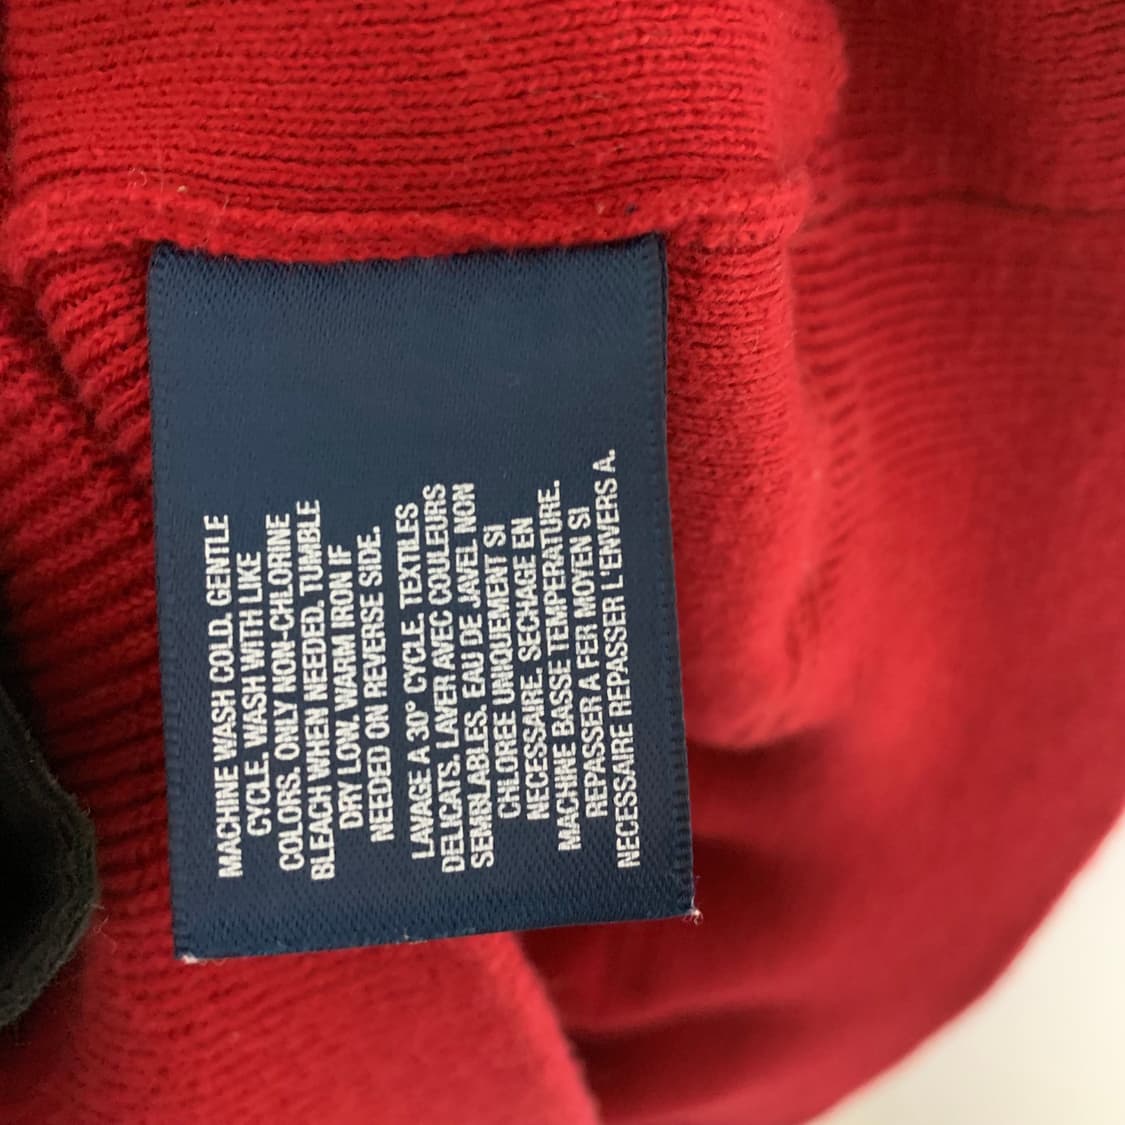 MACHINE WASH COLD. GENTLE
CYCLE. WASH WITH LIKE
COLORS. ONLY NON-CHLORINE
BLEACH WHEN NEEDED. TUMBLE
DRY LOW. WARM IRON IF
NEEDED ON REVERSE SIDE.
LAVAGE A 30° CYCLE. TEXTILES
DELICATS. LAVER AVEC COULEURS
SEMBLABLES. EAU DE JAVEL NON
CHLOREE UNIQUEMENT SI
NECESSAIRE. SECHAGE EN
MACHINE BASSE TEMPERATURE.
REPASSER A FER MOYEN SI
NECESSAIRE REPASSER L'ENVERS A.